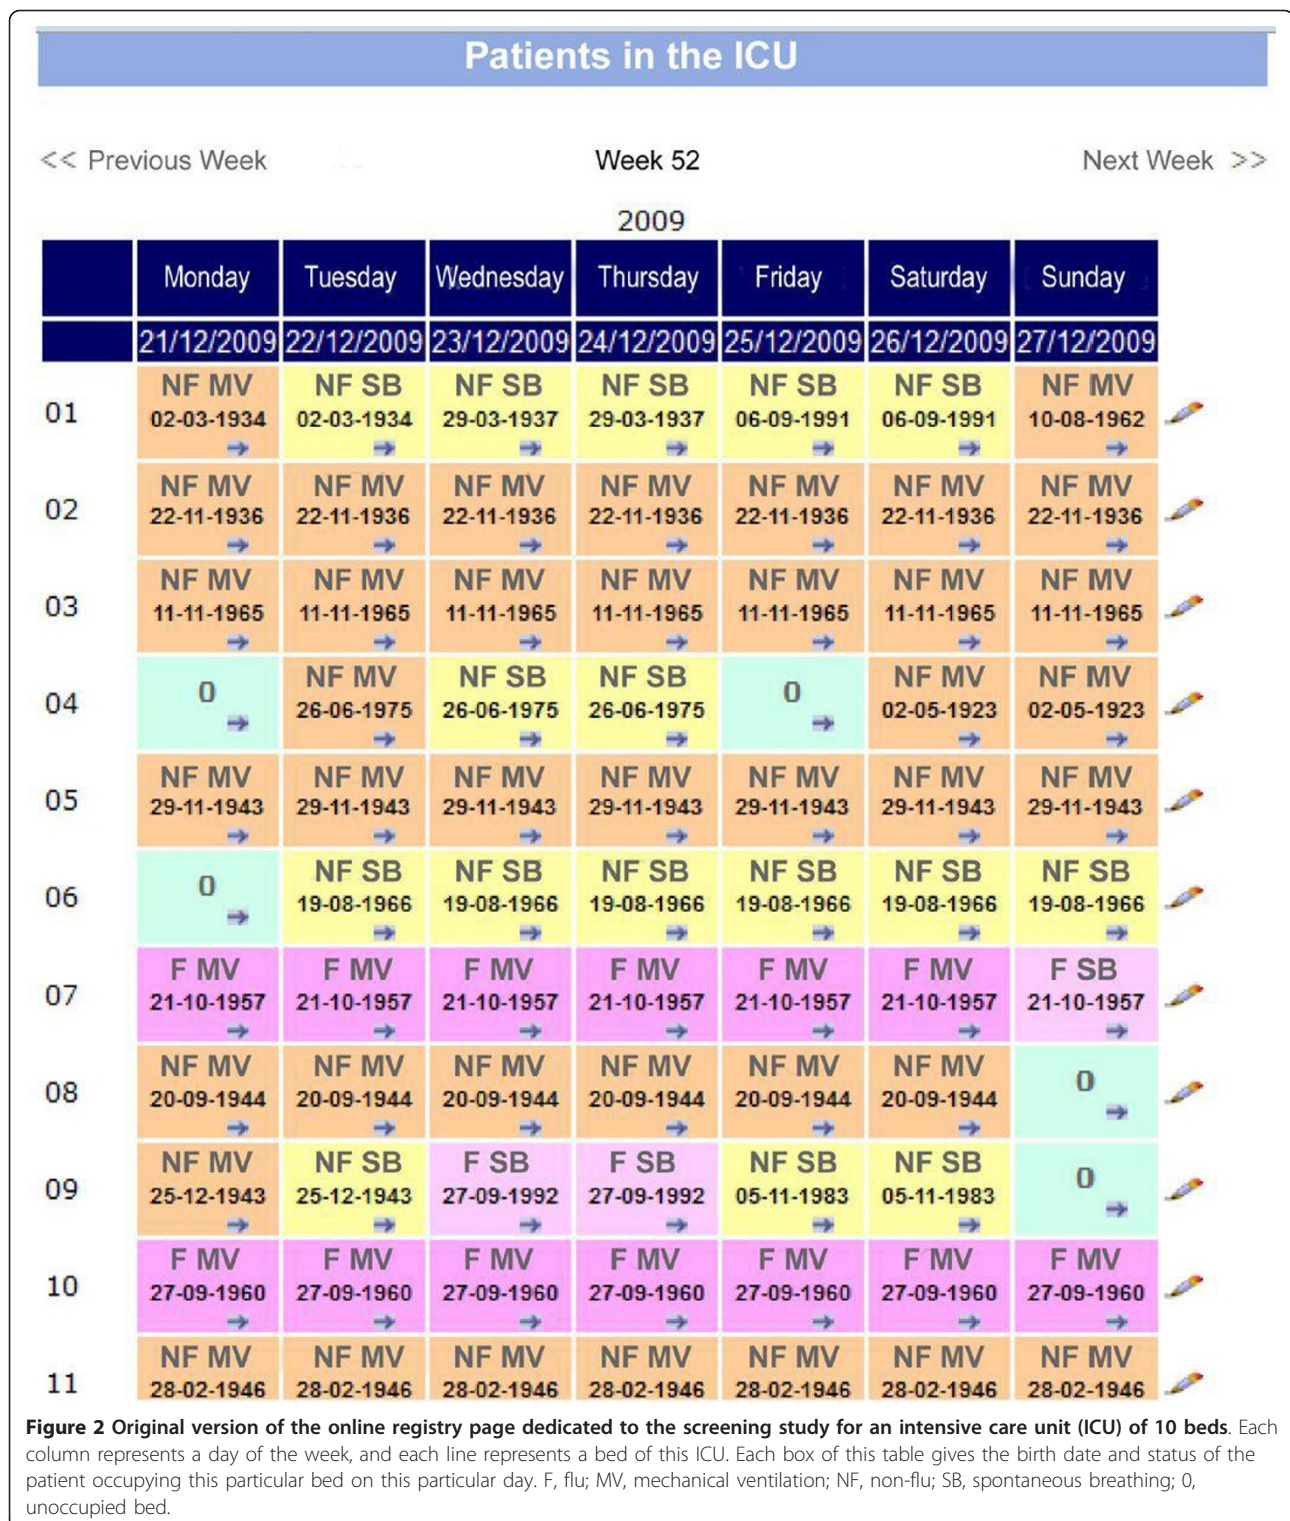 Patients in the ICU
<< Previous Week Week 52 Next Week >>
2009
Monday Tuesday Wednesday Thursday Friday Saturday Sunday
21/12/2009 22/12/2009 23/12/2009 24/12/2009 25/12/2009 26/12/2009 27/12/2009
NF MV NF SB NF SB NF SB NF SB NF SB NF MV
01 02-03-1934 02-03-1934 29-03-1937 29-03-1937 06-09-1991 06-09-1991 10-08-1962
NF MV NF MV NF MV NF MV NF MV NF MV NF MV
02 22-11-1936 22-11-1936 22-11-1936 22-11-1936 22-11-1936 22-11-1936 22-11-1936
NF MV NF MV NF MV NF MV NF MV NF MV NF MV
03 11-11-1965 11-11-1965 11-11-1965 11-11-1965 11-11-1965 11-11-1965 11-11-1965
0 NF MV NF SB NF SB 0 NF MV NF MV
04 26-06-1975 26-06-1975 26-06-1975 02-05-1923 02-05-1923
NF MV NF MV NF MV NF MV NF MV NF MV NF MV
05 29-11-1943 29-11-1943 29-11-1943 29-11-1943 29-11-1943 29-11-1943 29-11-1943
0 NF SB NF SB NF SB NF SB NF SB NF SB
06 19-08-1966 19-08-1966 19-08-1966 19-08-1966 19-08-1966 19-08-1966
F MV F MV F MV F MV F MV F MV F SB
07 21-10-1957 21-10-1957 21-10-1957 21-10-1957 21-10-1957 21-10-1957 21-10-1957
NF MV NF MV NF MV NF MV NF MV NF MV 0
08 20-09-1944 20-09-1944 20-09-1944 20-09-1944 20-09-1944 20-09-1944
NF MV NF SB F SB F SB NF SB NF SB 0
09 25-12-1943 25-12-1943 27-09-1992 27-09-1992 05-11-1983 05-11-1983
F MV F MV F MV F MV F MV F MV F MV
10 27-09-1960 27-09-1960 27-09-1960 27-09-1960 27-09-1960 27-09-1960 27-09-1960
NF MV NF MV NF MV NF MV NF MV NF MV NF MV
11 28-02-1946 28-02-1946 28-02-1946 28-02-1946 28-02-1946 28-02-1946 28-02-1946
Figure 2 Original version of the online registry page dedicated to the screening study for an intensive care unit (ICU) of 10 beds. Each
column represents a day of the week, and each line represents a bed of this ICU. Each box of this table gives the birth date and status of the
patient occupying this particular bed on this particular day. F, flu; MV, mechanical ventilation; NF, non-flu; SB, spontaneous breathing; 0,
unoccupied bed.